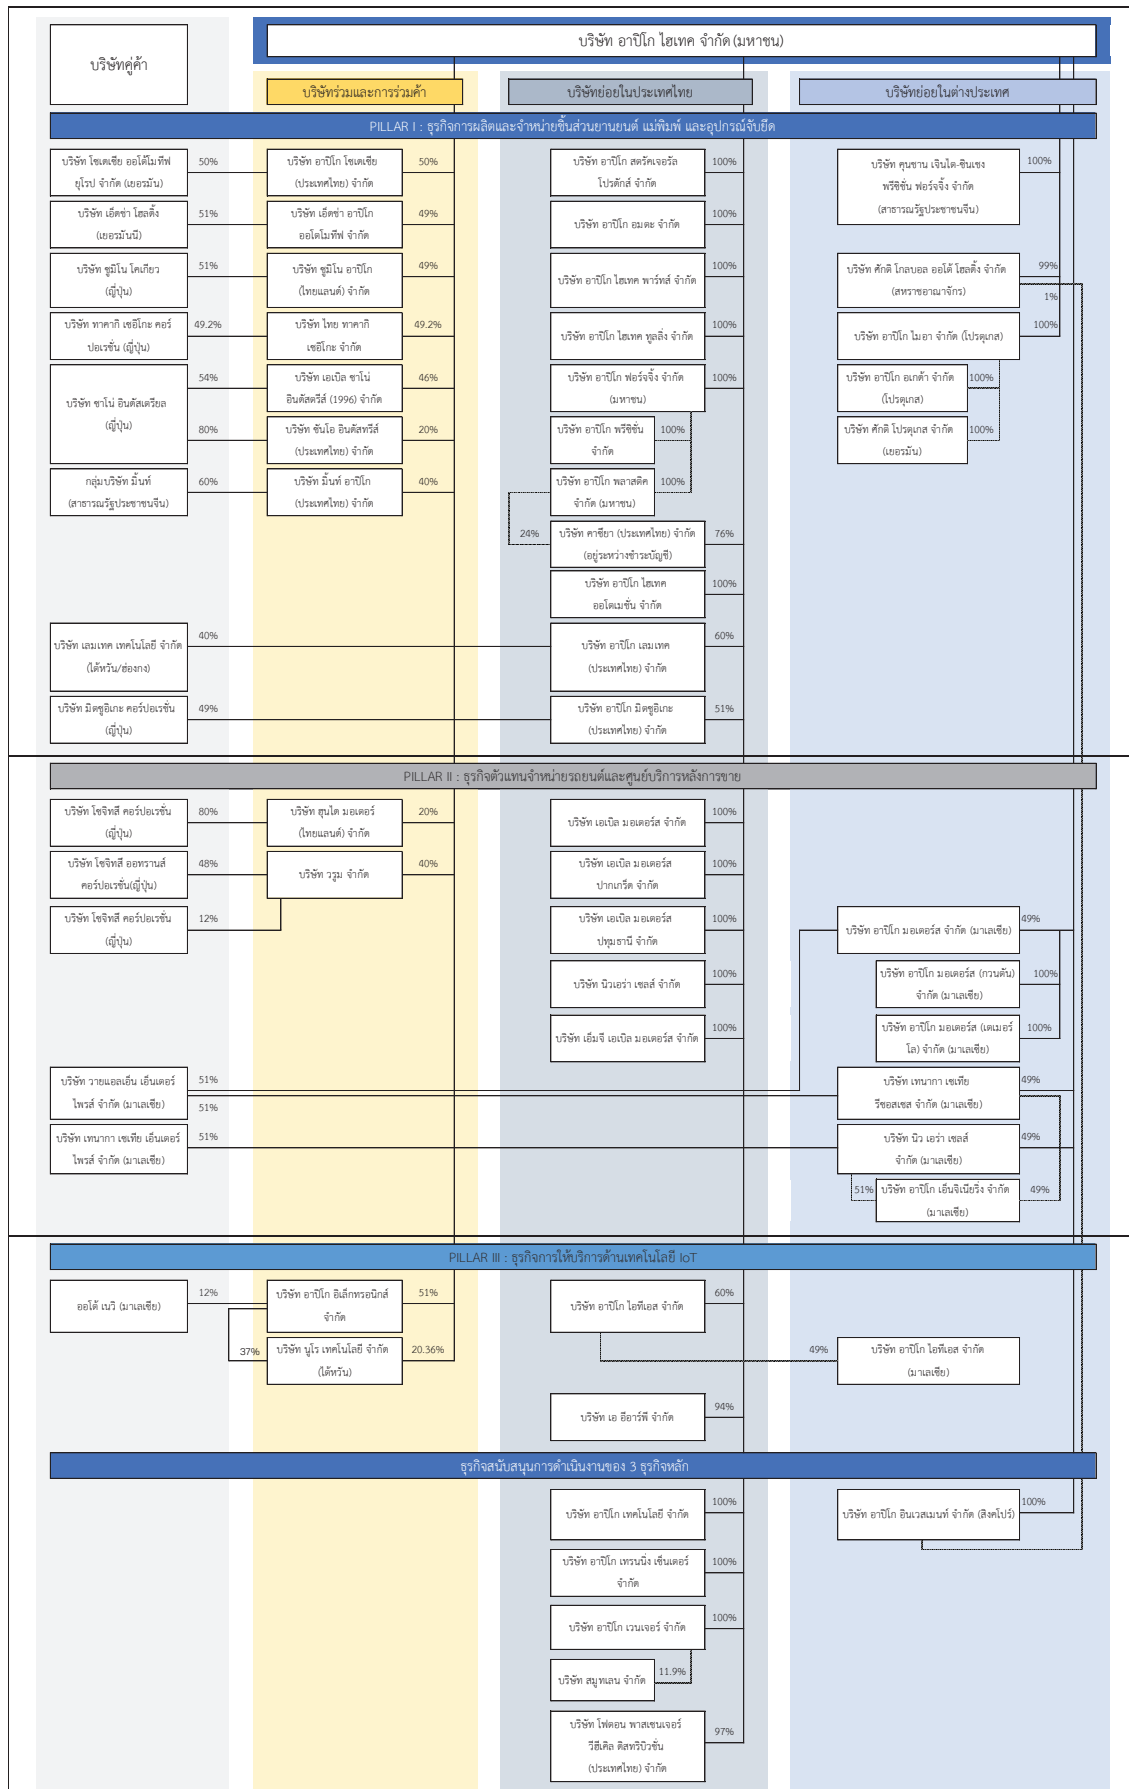 บริษัท อาปิโก ไฮเทค จำกัด (มหาชน)
บริษัทคู่ค้า
บริษัทร่วมและการร่วมค้า
บริษัทย่อยในประเทศไทย
บริษัทย่อยในต่างประเทศ
PILLAR I : ธุรกิจการผลิตและจำหน่ายชิ้นส่วนยานยนต์ แม่พิมพ์ และอุปกรณ์จับยึด
บริษัท โซเดเซีย ออโต้โมทีฟ
ยุโรป จำกัด (เยอรมัน)
50%
บริษัท อาปิโก โซเดเซีย
(ประเทศไทย) จำกัด
50%
บริษัท อาปิโก สตรัคเจอรัล
โปรดักส์ จำกัด
100%
บริษัท คุนชาน เจินได-ชินเชง
พรีซิชั่น ฟอร์จจิ้ง จำกัด
(สาธารณรัฐประชาชนจีน)
100%
บริษัท เอ็ดช่า โฮลดิ้ง
(เยอรมันนี)
51%
บริษัท เอ็ดช่า อาปิโก
ออโตโมทีฟ จำกัด
49%
บริษัท อาปิโก อมตะ จำกัด
100%
บริษัท ซูมิโน โคเกียว
(ญี่ปุ่น)
51%
บริษัท ซูมิโน อาปิโก
(ไทยแลนด์) จำกัด
49%
บริษัท อาปิโก ไฮเทค พาร์ทส์ จำกัด
100%
บริษัท ศักดิ โกลบอล ออโต้ โฮลดิ้ง จำกัด
(สหราชอาณาจักร)
99%
1%
บริษัท ทาคากิ เซอิโกะ คอร์
ปอเรชั่น (ญี่ปุ่น)
49.2%
บริษัท ไทย ทาคากิ
เซอิโกะ จำกัด
49.2%
บริษัท อาปิโก ไฮเทค ทูลลิ่ง จำกัด
100%
บริษัท อาปิโก ไมอา จำกัด (โปรตุเกส)
100%
บริษัท ซาโน่ อินดัสเตรียล
(ญี่ปุ่น)
54%
บริษัท เอเบิล ซาโน่
อินดัสตรีส์ (1996) จำกัด
46%
บริษัท อาปิโก ฟอร์จจิ้ง จำกัด
(มหาชน)
100%
บริษัท อาปิโก อเกด้า จำกัด
(โปรตุเกส)
100%
80%
บริษัท ซันโอ อินดัสทรีส์
(ประเทศไทย) จำกัด
20%
บริษัท อาปิโก พรีซิชั่น
จำกัด
100%
บริษัท ศักดิ โปรตุเกส จำกัด
(เยอรมัน)
100%
กลุ่มบริษัท มิ้นท์
(สาธารณรัฐประชาชนจีน)
60%
บริษัท มิ้นท์ อาปิโก
(ประเทศไทย) จำกัด
40%
บริษัท อาปิโก พลาสติค
จำกัด (มหาชน)
100%
24%
บริษัท คาซียา (ประเทศไทย) จำกัด
(อยู่ระหว่างชำระบัญชี)
76%
บริษัท อาปิโก ไฮเทค
ออโตเมชั่น จำกัด
100%
บริษัท เลมเทค เทคโนโลยี จำกัด
(ไต้หวัน/ฮ่องกง)
40%
บริษัท อาปิโก เลมเทค
(ประเทศไทย) จำกัด
60%
บริษัท มิตซูอิเกะ คอร์ปอเรชั่น
(ญี่ปุ่น)
49%
บริษัท อาปิโก มิตซูอิเกะ
(ประเทศไทย) จำกัด
51%
PILLAR II : ธุรกิจตัวแทนจำหน่ายรถยนต์และศูนย์บริการหลังการขาย
บริษัท โซจิทสึ คอร์ปอเรชั่น
(ญี่ปุ่น)
80%
บริษัท ฮุนได มอเตอร์
(ไทยแลนด์) จำกัด
20%
บริษัท เอเบิล มอเตอร์ส จำกัด
100%
บริษัท โซจิทสึ ออทรานส์
คอร์ปอเรชั่น(ญี่ปุ่น)
48%
บริษัท วรูม จำกัด
40%
บริษัท เอเบิล มอเตอร์ส
ปากเกร็ด จำกัด
100%
บริษัท โซจิทสึ คอร์ปอเรชั่น
(ญี่ปุ่น)
12%
บริษัท เอเบิล มอเตอร์ส
ปทุมธานี จำกัด
100%
บริษัท อาปิโก มอเตอร์ส จำกัด (มาเลเซีย)
49%
บริษัท นิวเอร่า เซลส์ จำกัด
100%
บริษัท อาปิโก มอเตอร์ส (กวนตัน)
จำกัด (มาเลเซีย)
100%
บริษัท เอ็มจี เอเบิล มอเตอร์ส จำกัด
100%
บริษัท อาปิโก มอเตอร์ส (เตเมอร์
โล) จำกัด (มาเลเซีย)
100%
บริษัท วายแอลเอ็น เอ็นเตอร์
ไพรส์ จำกัด (มาเลเซีย)
51%
51%
บริษัท เทนากา เซเทีย
รีซอสเซส จำกัด (มาเลเซีย)
49%
บริษัท เทนากา เซเทีย เอ็นเตอร์
ไพรส์ จำกัด (มาเลเซีย)
51%
บริษัท นิว เอร่า เซลส์
จำกัด (มาเลเซีย)
49%
51%
บริษัท อาปิโก เอ็นจิเนียริ่ง จำกัด
(มาเลเซีย)
49%
PILLAR III : ธุรกิจการให้บริการด้านเทคโนโลยี IoT
ออโต้ เนวิ (มาเลเซีย)
12%
บริษัท อาปิโก อิเล็กทรอนิกส์
จำกัด
51%
บริษัท อาปิโก ไอทีเอส จำกัด
60%
37%
บริษัท นูโร เทคโนโลยี จำกัด
(ไต้หวัน)
20.36%
49%
บริษัท อาปิโก ไอทีเอส จำกัด
(มาเลเซีย)
บริษัท เอ อีอาร์พี จำกัด
94%
ธุรกิจสนับสนุนการดำเนินงานของ 3 ธุรกิจหลัก
บริษัท อาปิโก เทคโนโลยี จำกัด
100%
บริษัท อาปิโก อินเวสเมนท์ จำกัด (สิงคโปร์)
100%
บริษัท อาปิโก เทรนนิ่ง เซ็นเตอร์
จำกัด
100%
บริษัท อาปิโก เวนเจอร์ จำกัด
100%
บริษัท สมูทเลน จำกัด
11.9%
บริษัท โฟตอน พาสเซนเจอร์
วีฮีเคิล ดิสทริบิวชั่น
(ประเทศไทย) จำกัด
97%